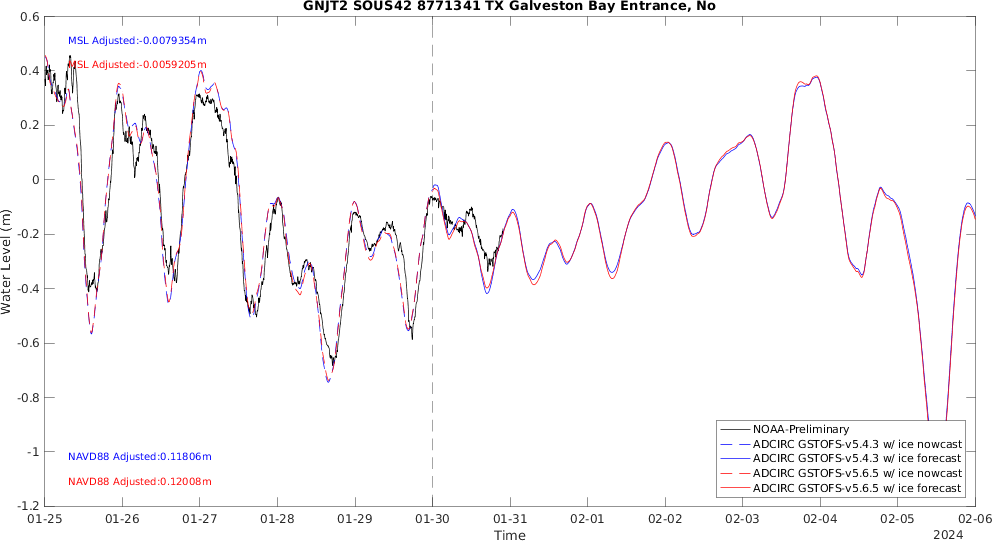 GNJT2 SOUS42 8771341 TX Galveston Bay Entrance, No
0.6
0.4
0.2
0
-0.2
-0.4
-0.6
-0.8
-1
-1.2
Water Level (m)
MSL Adjusted:-0.0079354m
MSL Adjusted:-0.0059205m
NAVD88 Adjusted:0.11806m
NAVD88 Adjusted:0.12008m
NOAA-Preliminary
ADCIRC GSTOFS-v5.4.3 w/ ice nowcast
ADCIRC GSTOFS-v5.4.3 w/ ice forecast
ADCIRC GSTOFS-v5.6.5 w/ ice nowcast
ADCIRC GSTOFS-v5.6.5 w/ ice forecast
01-25 01-26 01-27 01-28 01-29 01-30 01-31 02-01 02-02 02-03 02-04 02-05 02-06
Time
2024